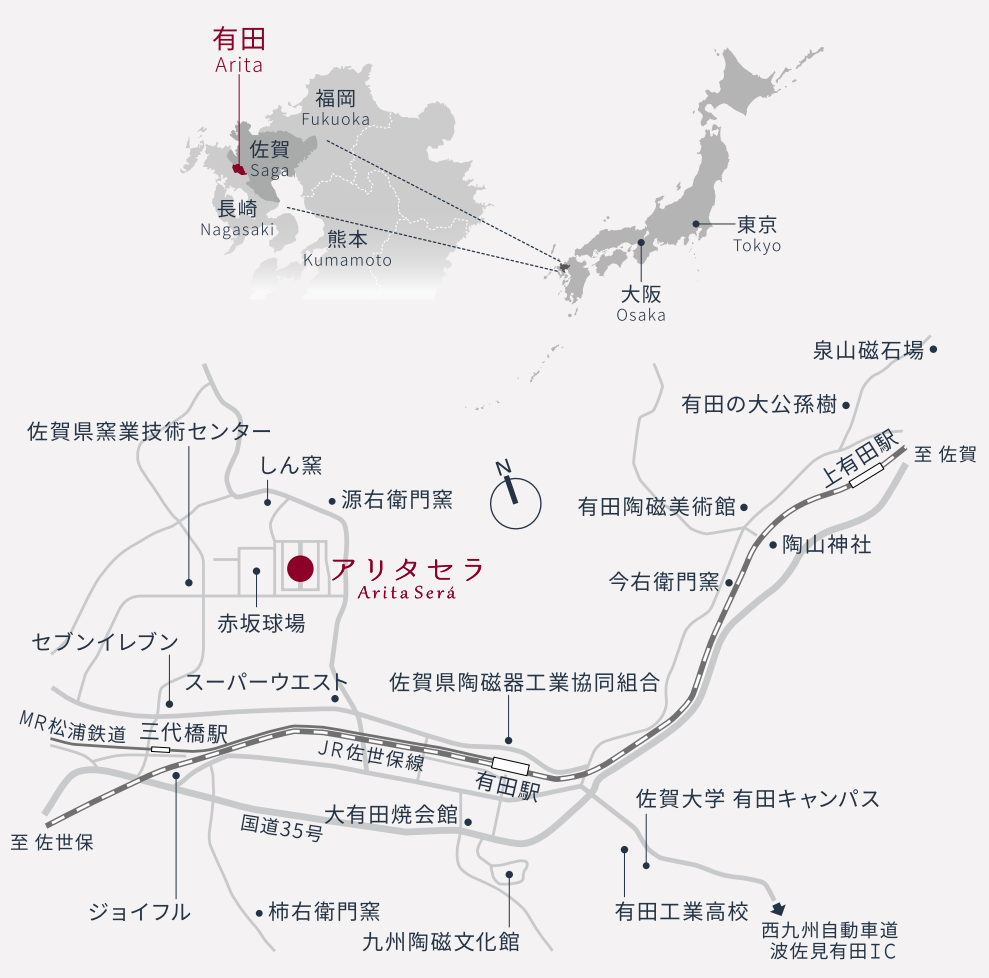 有田
Arita
福岡
Fukuoka
佐賀
Saga
長崎
Nagasaki
熊本
Kumamoto
東京
Tokyo
大阪
Osaka
泉山磁石場
有田の大公孫樹
佐賀県窯業技術センター
上有田駅
至 佐賀
しん窯
N
源右衛門窯
有田陶磁美術館
陶山神社
アリタセラ
Arita Será
今右衛門窯
赤坂球場
セブンイレブン
スーパーウエスト
佐賀県陶磁器工業協同組合
MR松浦鉄道
三代橋駅
JR佐世保線
有田駅
佐賀大学 有田キャンパス
大有田焼会館
国道35号
至 佐世保
ジョイフル
柿右衛門窯
有田工業高校
九州陶磁文化館
西九州自動車道
波佐見有田IC